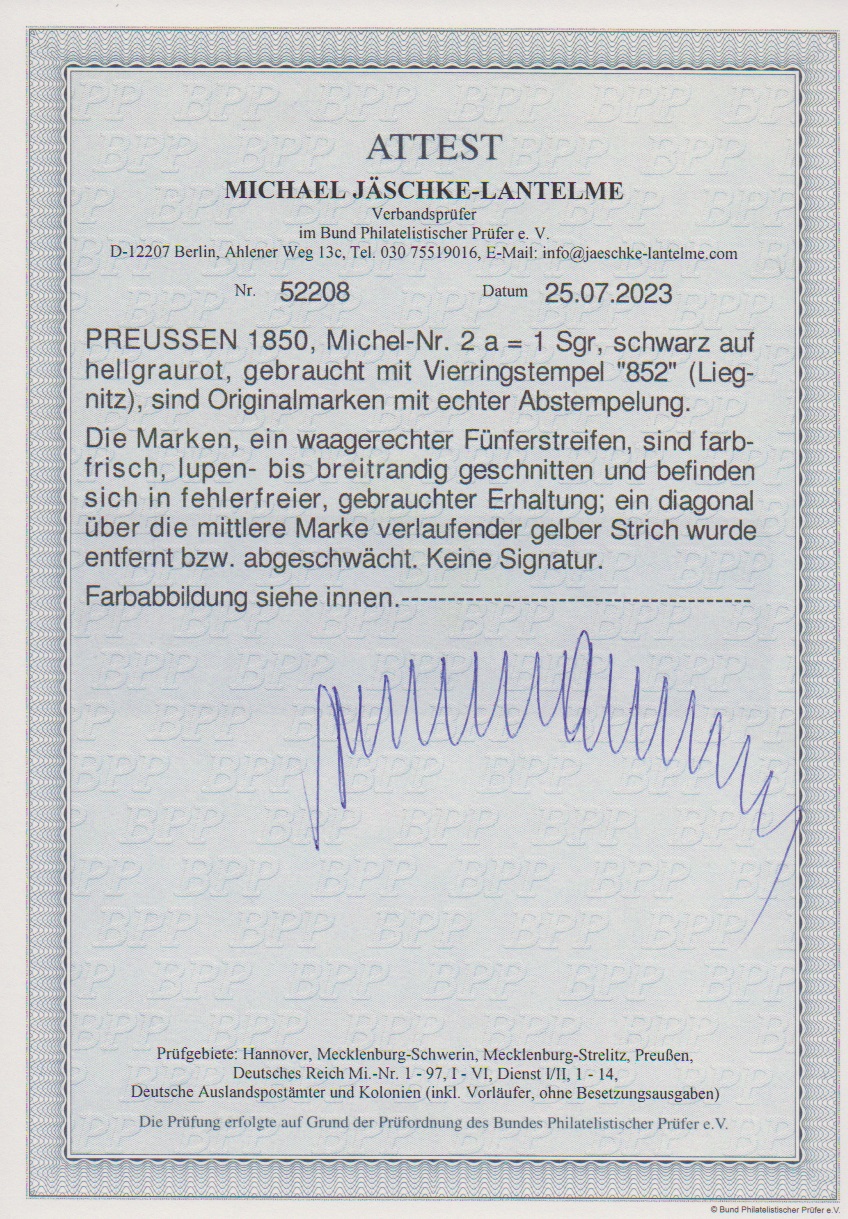 ATTEST
MICHAEL JÄSCHKE-LANTELME
Verbandsprüfer
im Bund Philatelistischer Prüfer e. V.
D-12207 Berlin, Ahlener Weg 13c, Tel. 030 75519016, E-Mail: info@jaeschke-lantelme.com
Nr. 52208 Datum 25.07.2023
PREUSSEN 1850, Michel-Nr. 2 a = 1 Sgr, schwarz auf
hellgraurot, gebraucht mit Vierringstempel "852" (Lieg-
nitz), sind Originalmarken mit echter Abstempelung.
Die Marken, ein waagerechter Fünferstreifen, sind farb-
frisch, lupen- bis breitrandig geschnitten und befinden
sich in fehlerfreier, gebrauchter Erhaltung; ein diagonal
über die mittlere Marke verlaufender gelber Strich wurde
entfernt bzw. abgeschwächt. Keine Signatur.
Farbabbildung siehe innen.---------------------------------------
Prüfgebiete: Hannover, Mecklenburg-Schwerin, Mecklenburg-Strelitz, Preußen,
Deutsches Reich Mi.-Nr. 1 - 97, I - VI, Dienst I/II, 1 - 14,
Deutsche Auslandspostämter und Kolonien (inkl. Vorläufer, ohne Besetzungsausgaben)
Die Prüfung erfolgte auf Grund der Prüfordnung des Bundes Philatelistischer Prüfer e.V.
© Bund Philatelistischer Prüfer e.V.